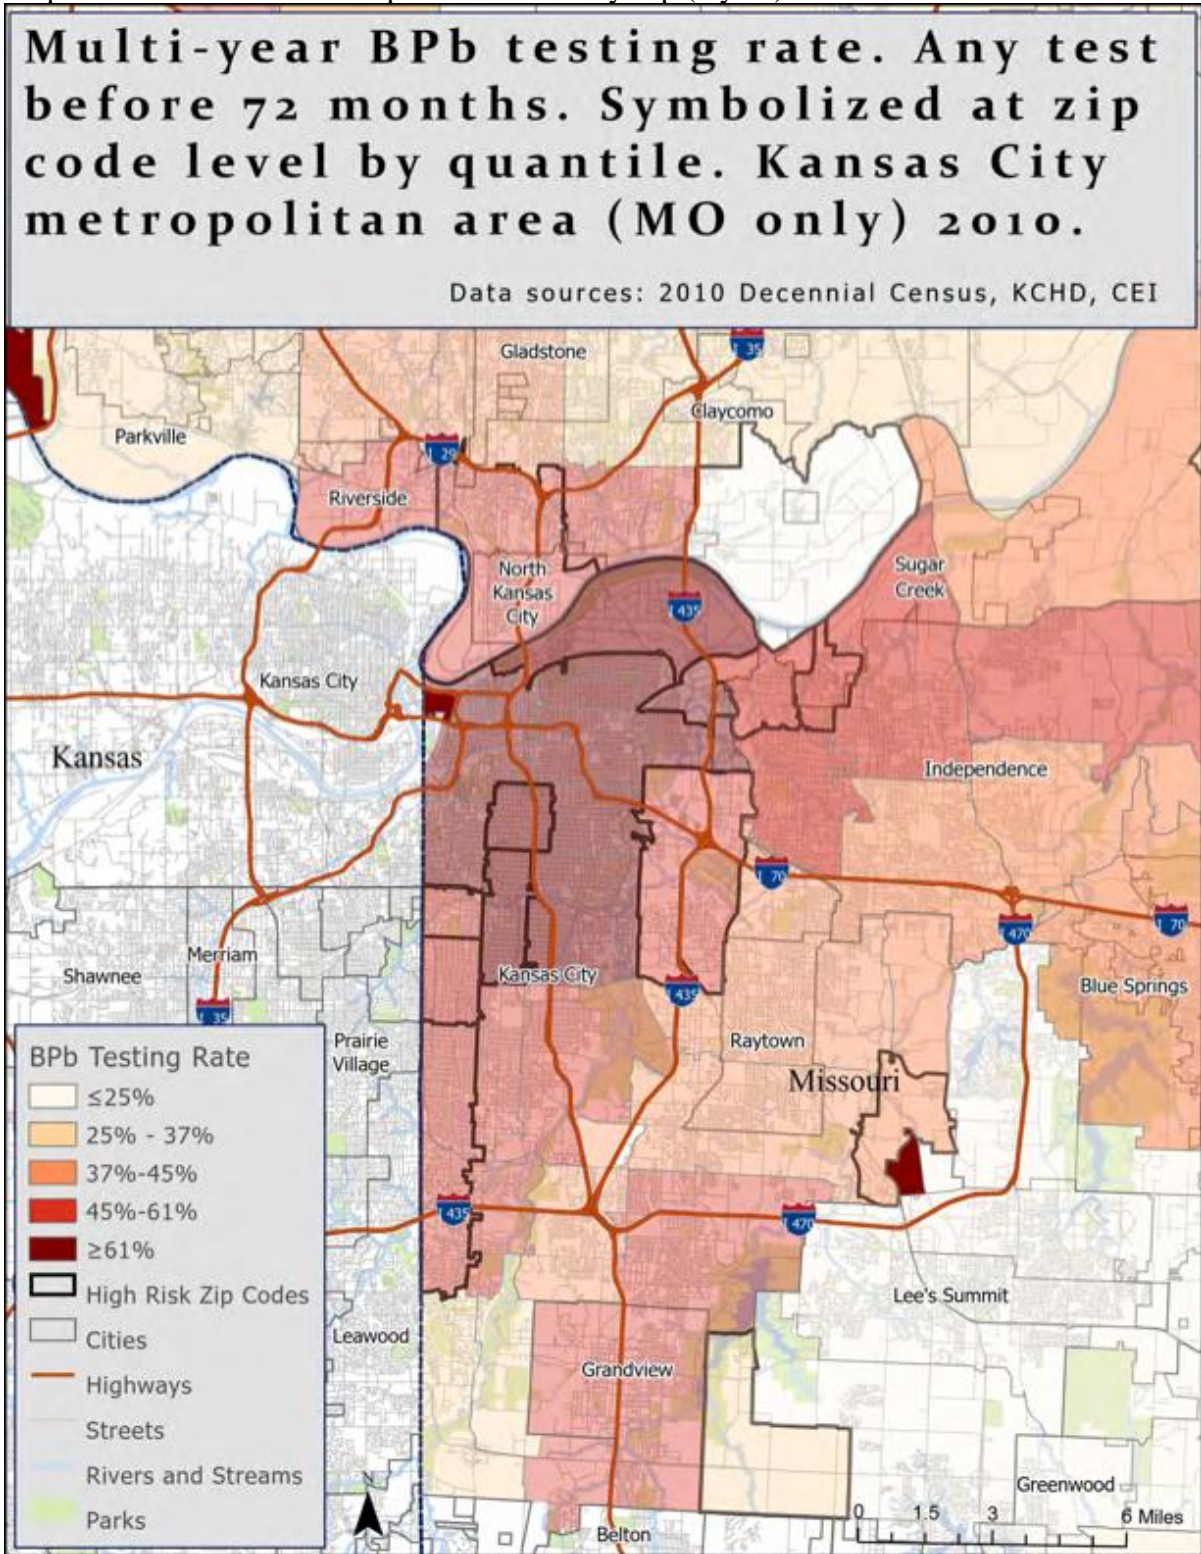 Multi-year BPb testing rate. Any test
before 72 months. Symbolized at zip
code level by quantile. Kansas City
metropolitan area (MO only) 2010.
Data sources: 2010 Decennial Census, KCHD, CEI
Gladstone
I 35
Claycomo
Parkville
I 29
Riverside
North
Kansas
City
Sugar
Creek
I 435
Kansas City
Kansas
Independence
I 70
I 470
I 70
Merriam
Shawnee
Kansas City
I 435
Blue Springs
I 35
Prairie
Village
Raytown
Missouri
I 435
I 470
Lee's Summit
Leawood
Grandview
Greenwood
Belton
BPb Testing Rate
≤25%
25% - 37%
37%-45%
45%-61%
≥61%
High Risk Zip Codes
Cities
Highways
Streets
Rivers and Streams
Parks
N
0 1.5 3 6 Miles